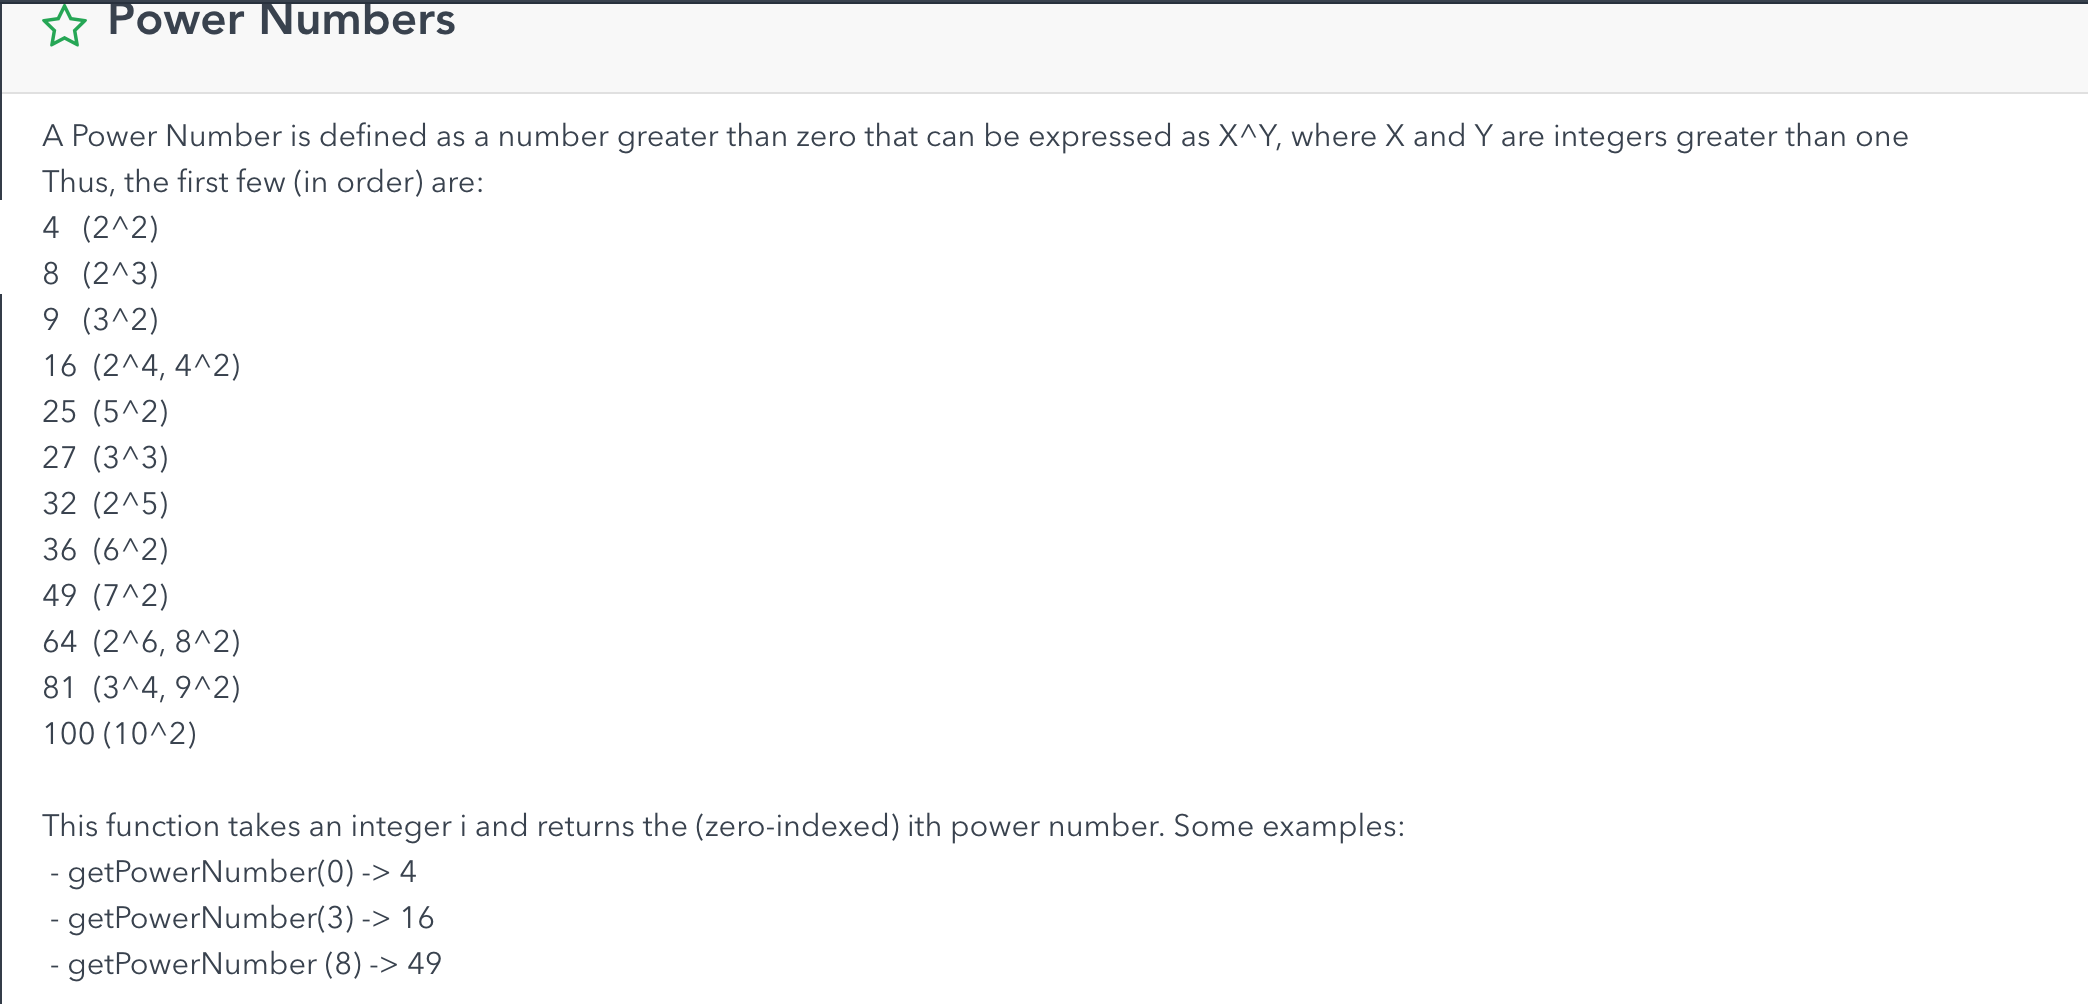 Power Numbers
A Power Number is defined as a number greater than zero that can be expressed as X^Y, where X and Y are integers greater than one
Thus, the first few (in order) are:
4 (2^2)
8 (2^3)
9 (3^2)
16 (2^4, 4^2)
25 (5^2)
27 (3^3)
32 (2^5)
36 (6^2)
49 (7^2)
64 (2^6, 8^2)
81 (3^4, 9^2)
100 (10^2)
This function takes an integer i and returns the (zero-indexed) ith power number. Some examples:
- getPowerNumber(0) -> 4
- getPowerNumber(3) -> 16
- getPowerNumber (8) -> 49